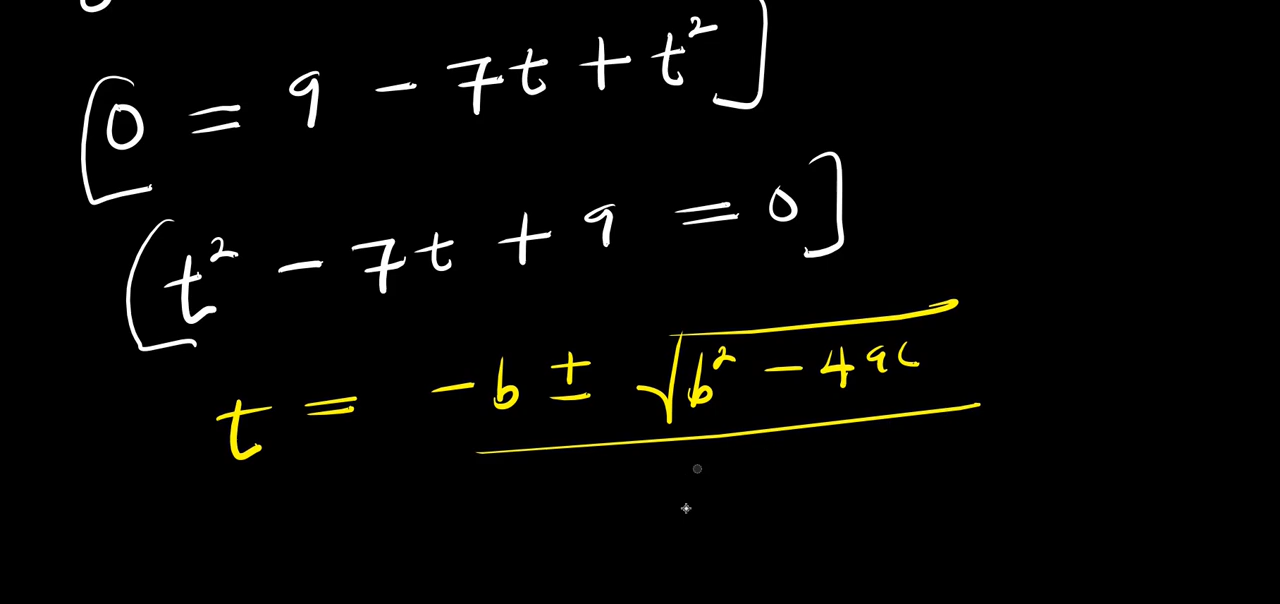 [0 = 9 - 7t + t²]
[t² - 7t + 9 = 0]
t = -b ± √b² - 4ac